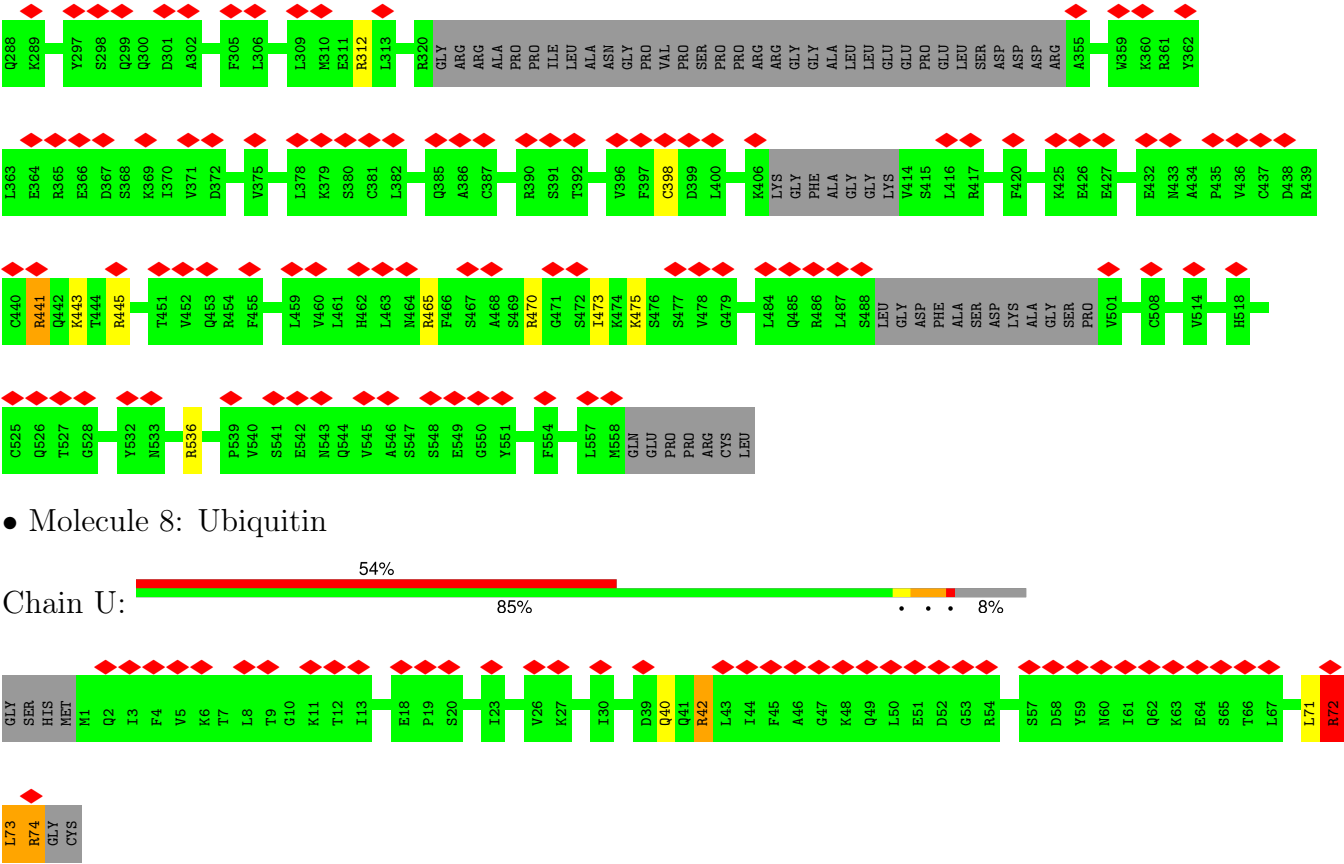 Q288 K289 Y297 S298 Q299 Q300 D301 A302 F305 L306 L309 M310 E311 R312 L313 R320 GLY ARG ARG ALA PRO PRO ILE LEU ALA ASN GLY PRO VAL PRO SER PRO PRO ARG ARG GLY GLY ALA LEU LEU GLU GLU PRO GLU LEU SER ASP ASP ASP ARG A355 W359 K360 R361 Y362
L363 E364 R365 E366 D367 S368 K369 I370 V371 D372 V375 L378 K379 S380 C381 L382 Q385 A386 C387 R390 S391 T392 V396 F397 C398 D399 L400 K406 LYS GLY PHE ALA GLY GLY LYS V414 S415 L416 R417 F420 K425 E426 E427 E432 N433 A434 P435 V436 C437 D438 R439
C440 R441 Q442 K443 T444 R445 T451 V452 Q453 R454 F455 L459 V460 L461 H462 L463 N464 R465 F466 S467 A468 S469 R470 G471 S472 I473 K474 K475 S476 S477 V478 G479 L484 Q485 R486 L487 S488 LEU GLY ASP PHE ALA SER ASP LYS ALA GLY SER PRO V501 C508 V514 H518
C525 Q526 T527 G528 Y532 N533 R536 P539 V540 S541 E542 N543 Q544 V545 A546 S547 S548 E549 G550 Y551 F554 L557 M558 GLN GLU PRO PRO ARG CYS LEU
• Molecule 8: Ubiquitin
54%
Chain U:
85% • • • 8%
GLY SER HIS MET M1 Q2 I3 F4 V5 K6 T7 L8 T9 G10 K11 T12 I13 E18 P19 S20 I23 V26 K27 I30 D39 Q40 Q41 R42 L43 I44 F45 A46 G47 K48 Q49 L50 E51 D52 G53 R54 S57 D58 Y59 N60 I61 Q62 K63 E64 S65 T66 L67 L71 R72
L73 R74 GLY CYS